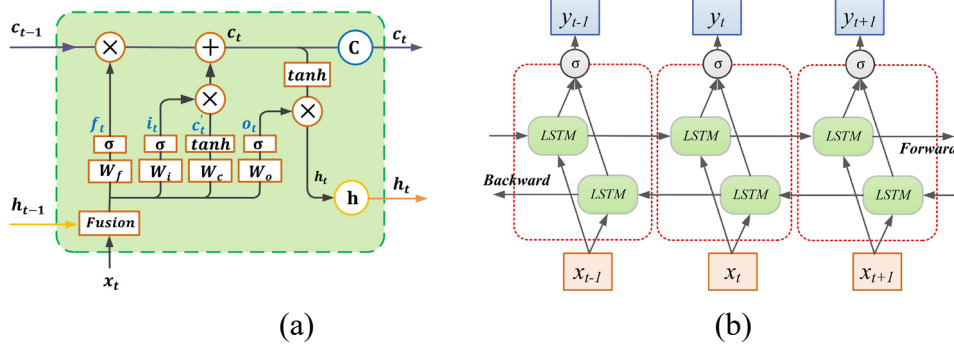 c_{t-1}
c_t
C
c_t
tanh
f_t
i_t
c'_t
o_t
σ
σ
tanh
σ
W_f
W_i
W_c
W_o
h_t
h
h_t
h_{t-1}
Fusion
x_t
(a)
y_{t-1}
y_t
y_{t+1}
σ
σ
σ
LSTM
LSTM
LSTM
Forward
Backward
LSTM
LSTM
LSTM
x_{t-1}
x_t
x_{t+1}
(b)